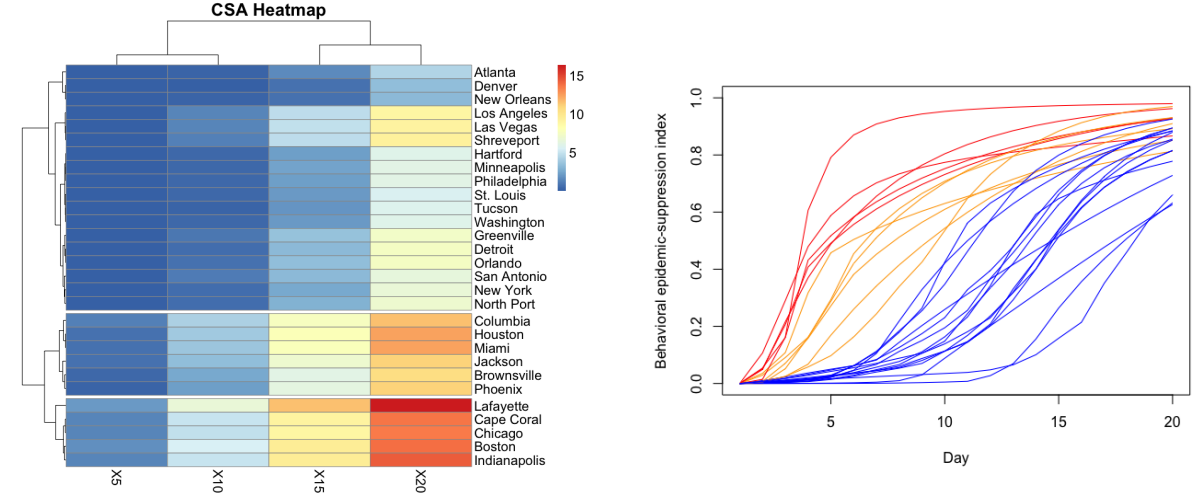 CSA Heatmap
Atlanta
Denver
New Orleans
Los Angeles
Las Vegas
Shreveport
Hartford
Minneapolis
Philadelphia
St. Louis
Tucson
Washington
Greenville
Detroit
Orlando
San Antonio
New York
North Port
Columbia
Houston
Miami
Jackson
Brownsville
Phoenix
Lafayette
Cape Coral
Chicago
Boston
Indianapolis
X5
X10
X15
X20
15
10
5
Behavioral epidemic-suppression index
1.0
0.8
0.6
0.4
0.2
0.0
5
10
15
20
Day